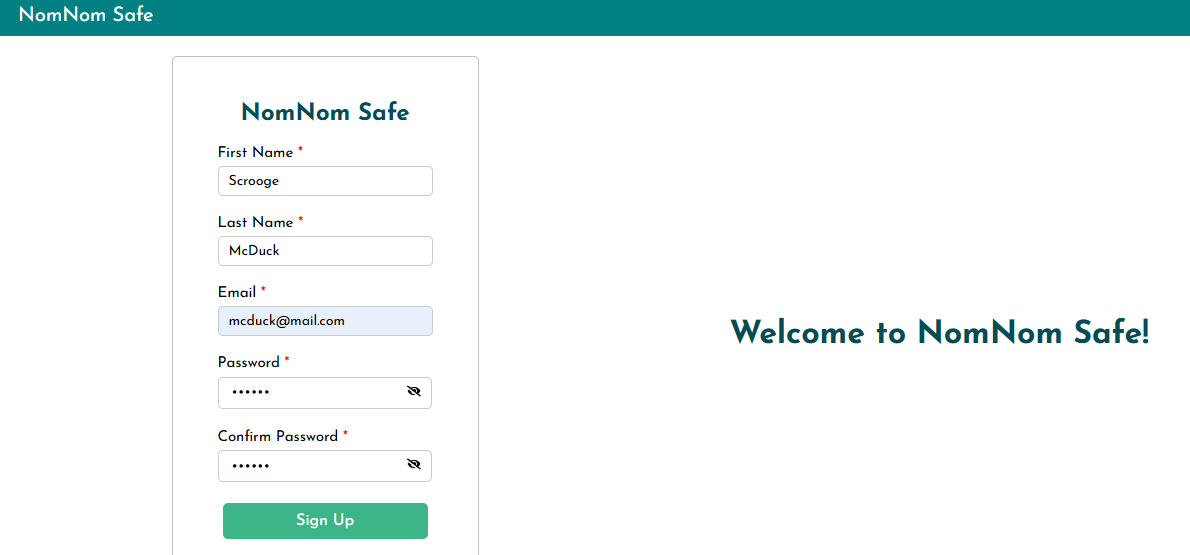 NomNom Safe
NomNom Safe
First Name *
Scrooge
Last Name *
McDuck
Email *
mcduck@mail.com
Password *
••••••
Confirm Password *
••••••
Sign Up
Welcome to NomNom Safe!